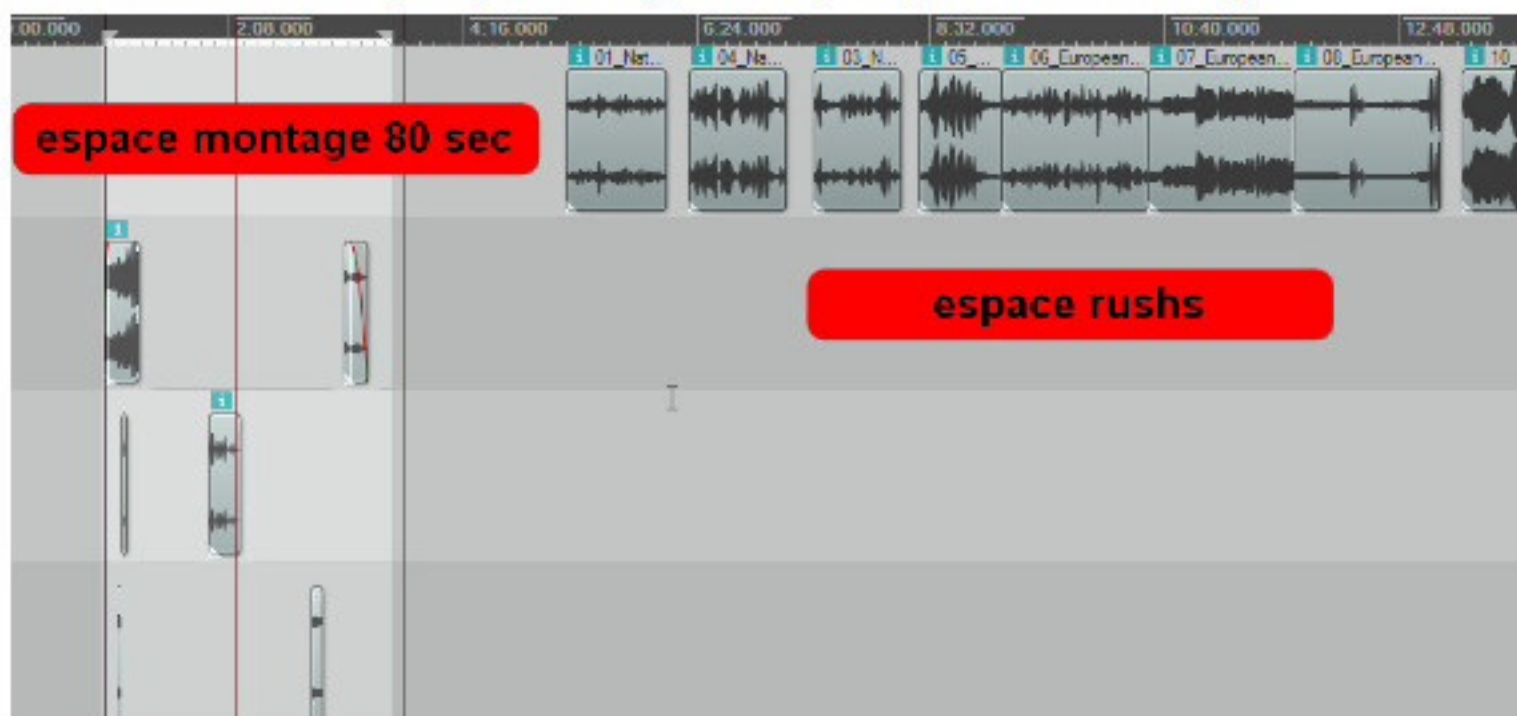 :00.000 2:08.000 4:16.000 6:24.000 8:32.000 10:40.000 12:48.000
i 01_Nat... i 04_Na... i 03_N... i 05_... i 06_European... i 07_European... i 08_European... i 10_
espace montage 80 sec
i
espace rushs
i